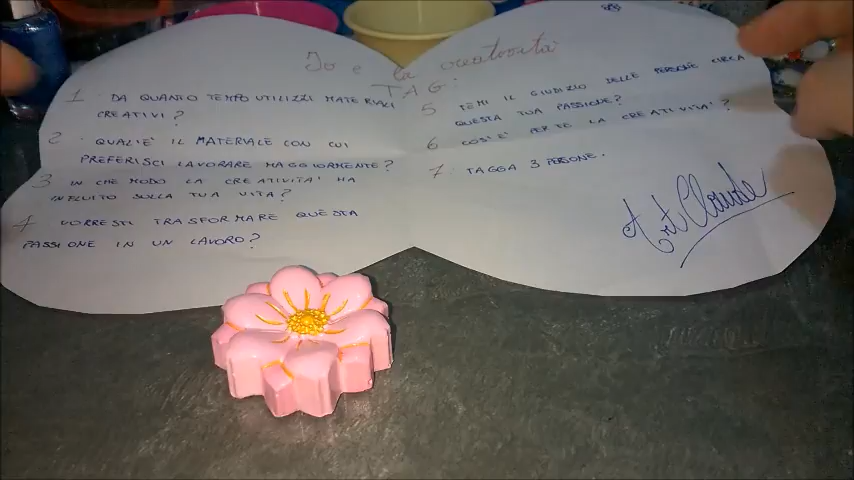 Io e la creatività
TAG:
1 DA QUANTO TEMPO UTILIZZI MATERIALI
CREATIVI?
2 QUAL'E' IL MATERIALE CON CUI
PREFERISCI LAVORARE MAGGIORMENTE?
3 IN CHE MODO LA CREATIVITA' HA
INFLUITO SULLA TUA VITA?
4 VORRESTI TRASFORMARE QUESTA
PASSIONE IN UN LAVORO?
5 TEMI IL GIUDIZIO DELLE PERSONE CIRCA
QUESTA TUA PASSIONE?
6 COS'E' PER TE LA CREATIVITA'?
7 TAGGA 3 PERSONE.
Art Claude